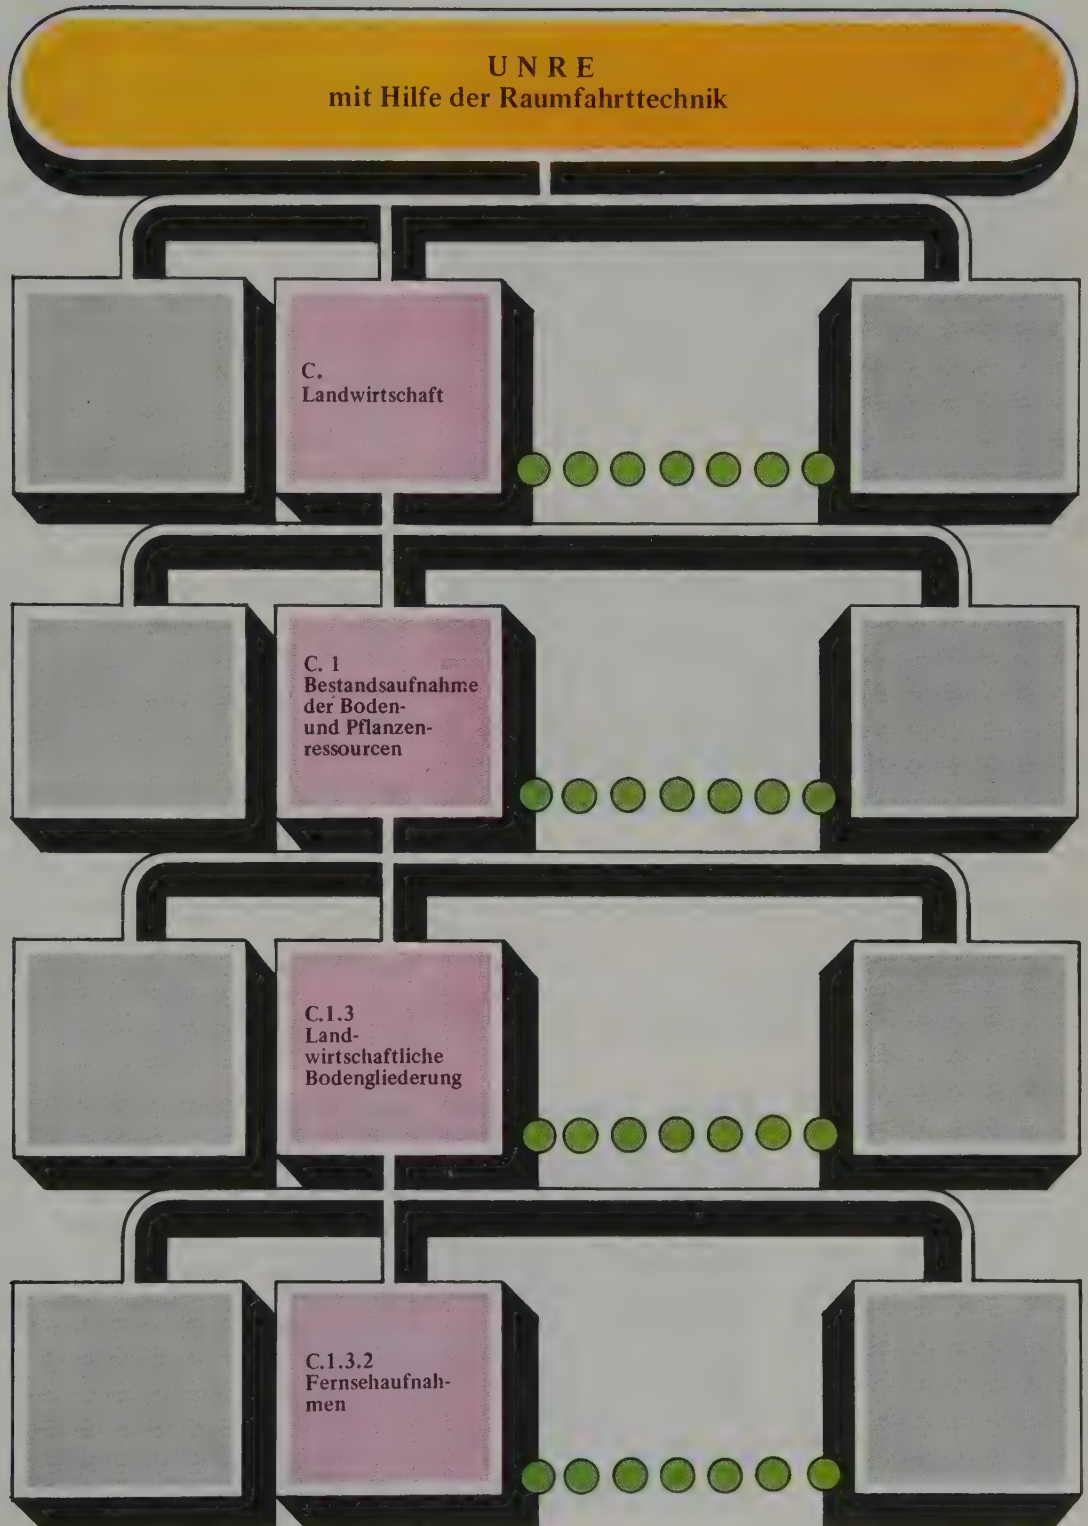 UNRE
mit Hilfe der Raumfahrttechnik
C.
Landwirtschaft
C. 1
Bestandsaufnahme
der Boden-
und Pflanzen-
ressourcen
C.1.3
Land-
wirtschaftliche
Bodengliederung
C.1.3.2
Fernsehaufnah-
men